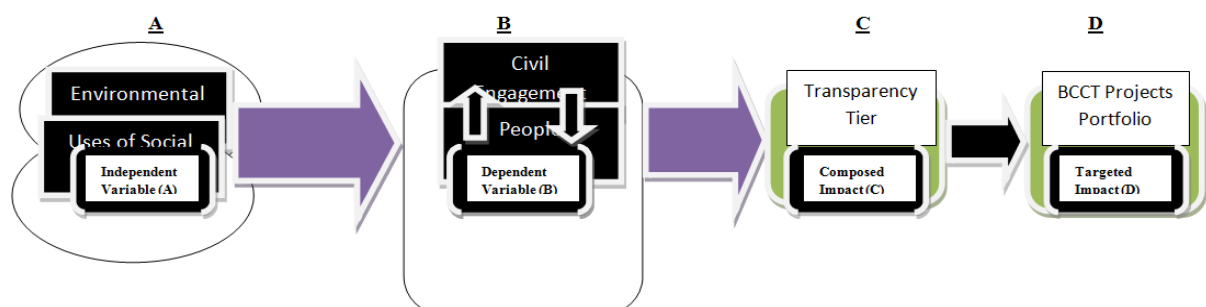 A
B
C
D
Environmental
Uses of Social
Independent
Variable (A)
Civil
Engagement
People
Dependent
Variable (B)
Transparency
Tier
Composed
Impact (C)
BCCT Projects
Portfolio
Targeted
Impact (D)